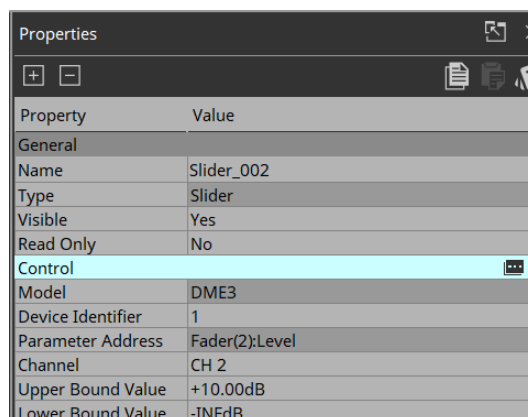 Properties
Property Value
General
Name Slider_002
Type Slider
Visible Yes
Read Only No
Control
Model DME3
Device Identifier 1
Parameter Address Fader(2):Level
Channel CH 2
Upper Bound Value +10.00dB
Lower Bound Value -INFdB